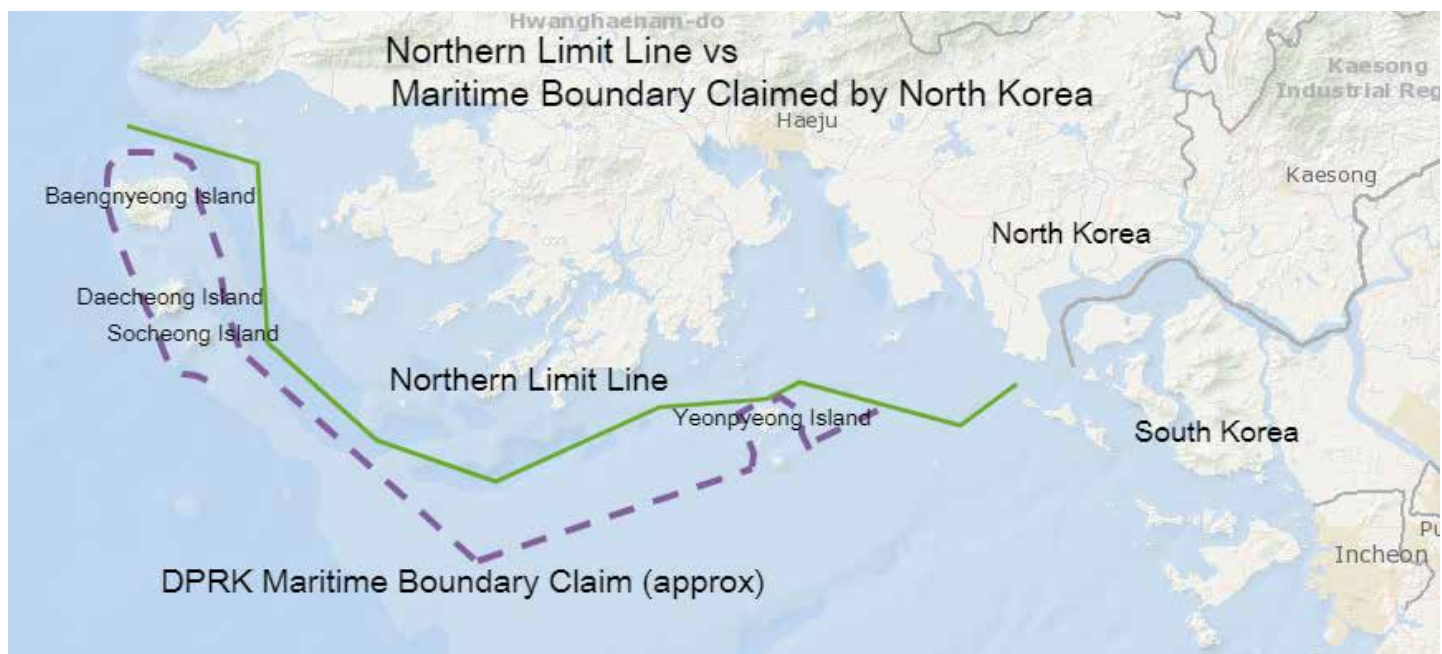 Hwanghaenam-do
Northern Limit Line vs
Maritime Boundary Claimed by North Korea
Kaesong
Industrial Reg
Haeju
Kaesong
Baengnyeong Island
North Korea
Daecheong Island
Socheong Island
Northern Limit Line
Yeonpyeong Island
South Korea
Pu
Incheon
DPRK Maritime Boundary Claim (approx)